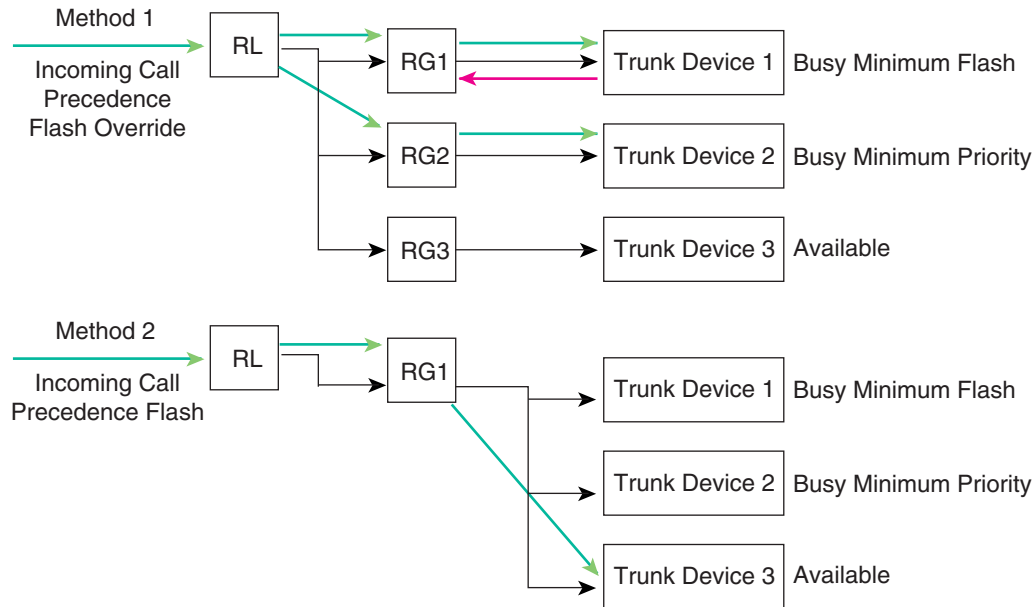 Method 1
Incoming Call
Precedence
Flash Override
RL
RG1
Trunk Device 1
Busy Minimum Flash
RG2
Trunk Device 2
Busy Minimum Priority
RG3
Trunk Device 3
Available
Method 2
Incoming Call
Precedence Flash
RL
RG1
Trunk Device 1
Busy Minimum Flash
Trunk Device 2
Busy Minimum Priority
Trunk Device 3
Available